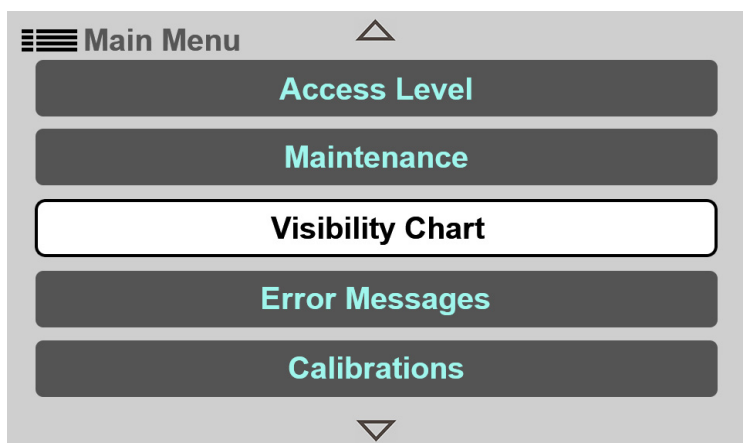 Main Menu
Access Level
Maintenance
Visibility Chart
Error Messages
Calibrations